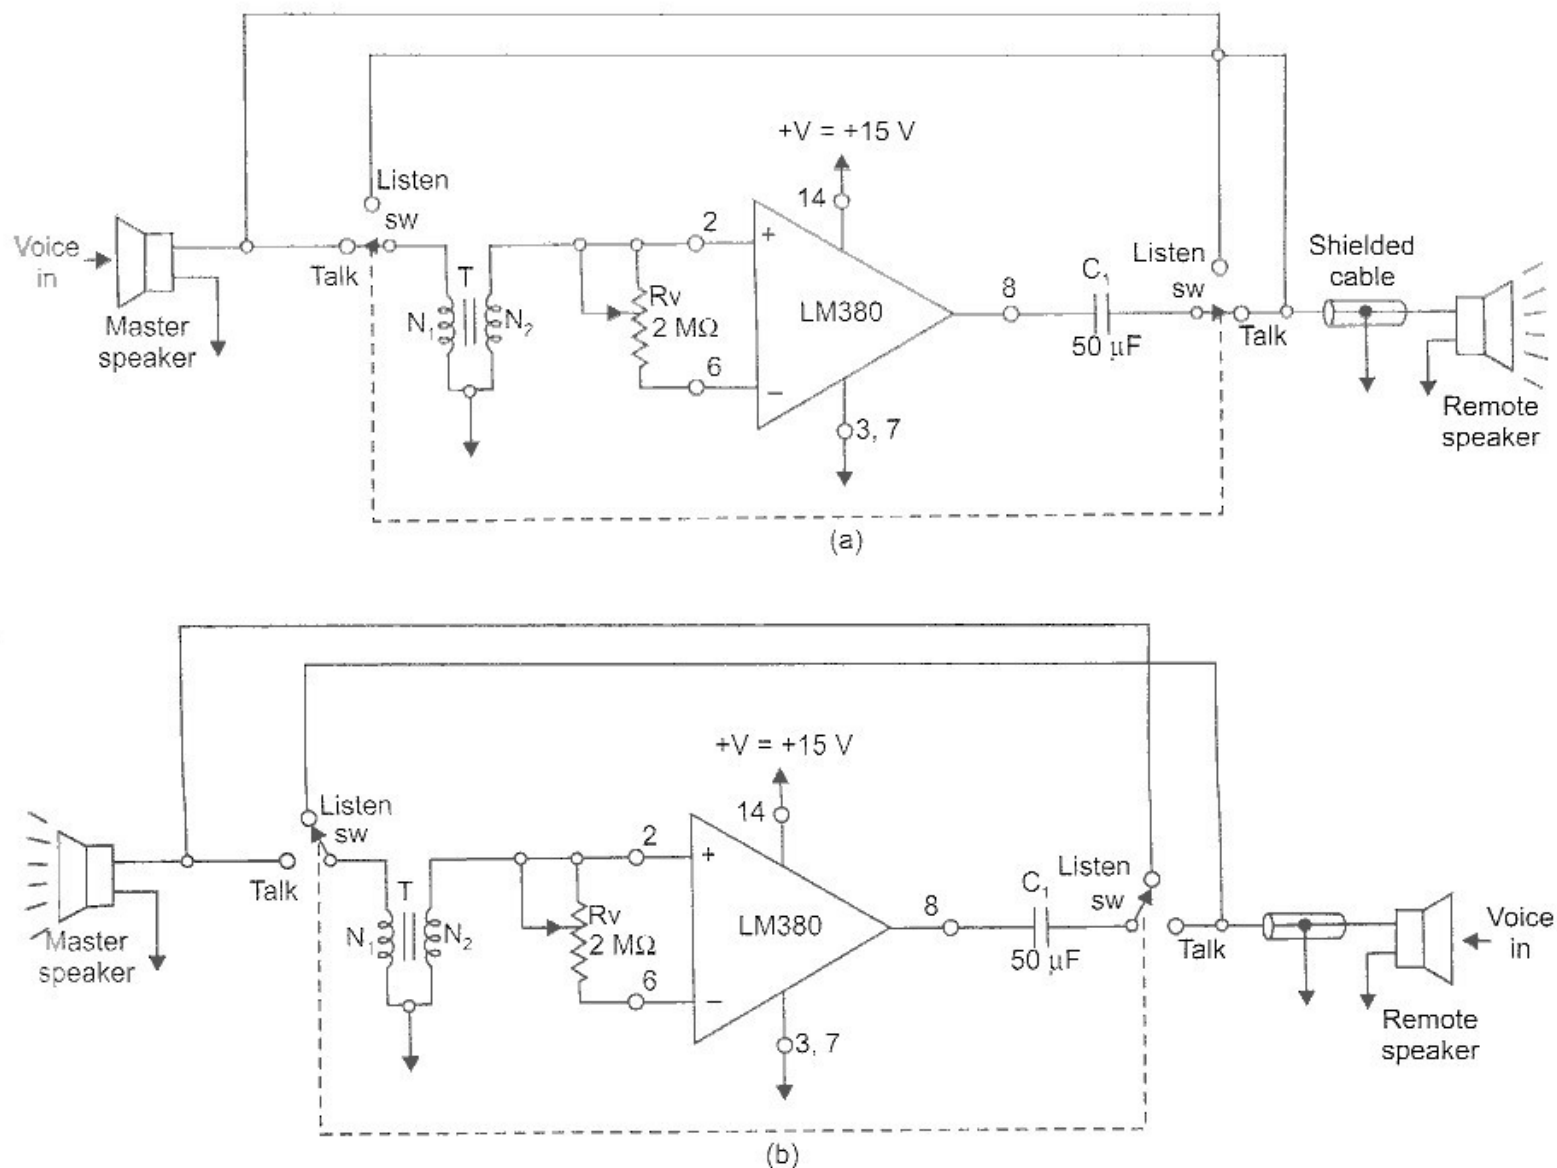 +V = +15 V
14
Listen
sw
Voice
in
Talk
Master
speaker
T
N₁
N₂
2
+
Rv
2 MΩ
6
−
LM380
3, 7
8
C₁
50 μF
Listen
sw
Talk
Shielded
cable
Remote
speaker
(a)
+V = +15 V
14
Listen
sw
Talk
Master
speaker
T
N₁
N₂
2
+
Rv
2 MΩ
6
−
LM380
3, 7
8
C₁
50 μF
Listen
sw
Talk
Voice
in
Remote
speaker
(b)